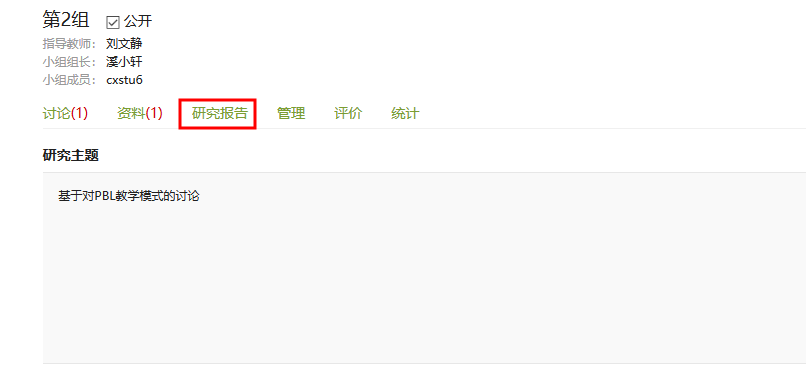 第2组 公开
指导教师： 刘文静
小组组长： 溪小轩
小组成员： cxstu6
讨论(1) 资料(1) 研究报告 管理 评价 统计
研究主题
基于对PBL教学模式的讨论